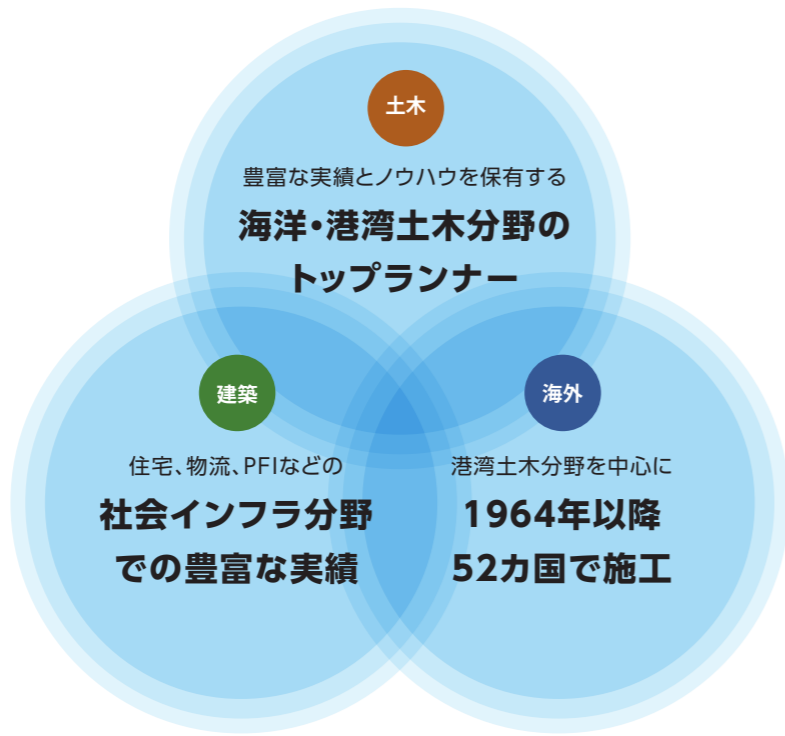 土木
豊富な実績とノウハウを保有する
海洋・港湾土木分野の
トップランナー
建築
住宅、物流、PFIなどの
社会インフラ分野
での豊富な実績
海外
港湾土木分野を中心に
1964年以降
52カ国で施工